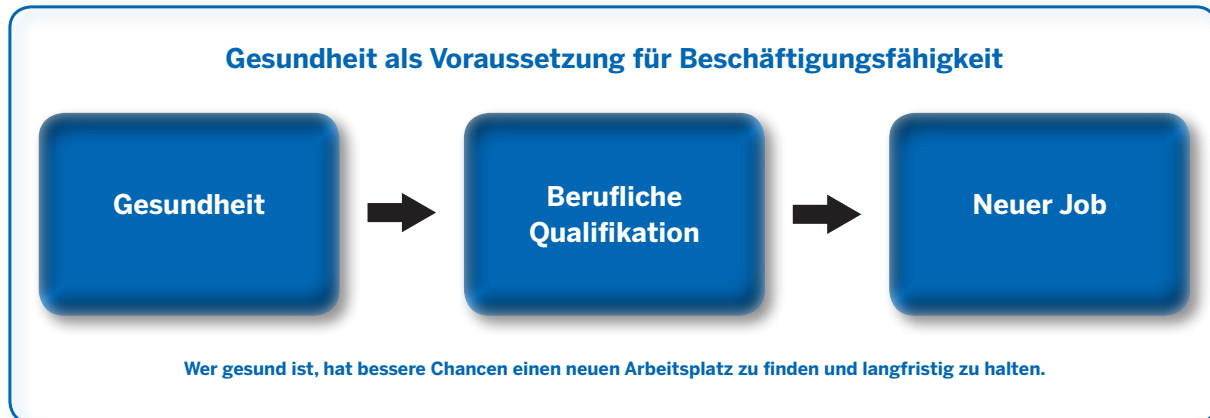 Gesundheit als Voraussetzung für Beschäftigungsfähigkeit
Gesundheit
Berufliche
Qualifikation
Neuer Job
Wer gesund ist, hat bessere Chancen einen neuen Arbeitsplatz zu finden und langfristig zu halten.